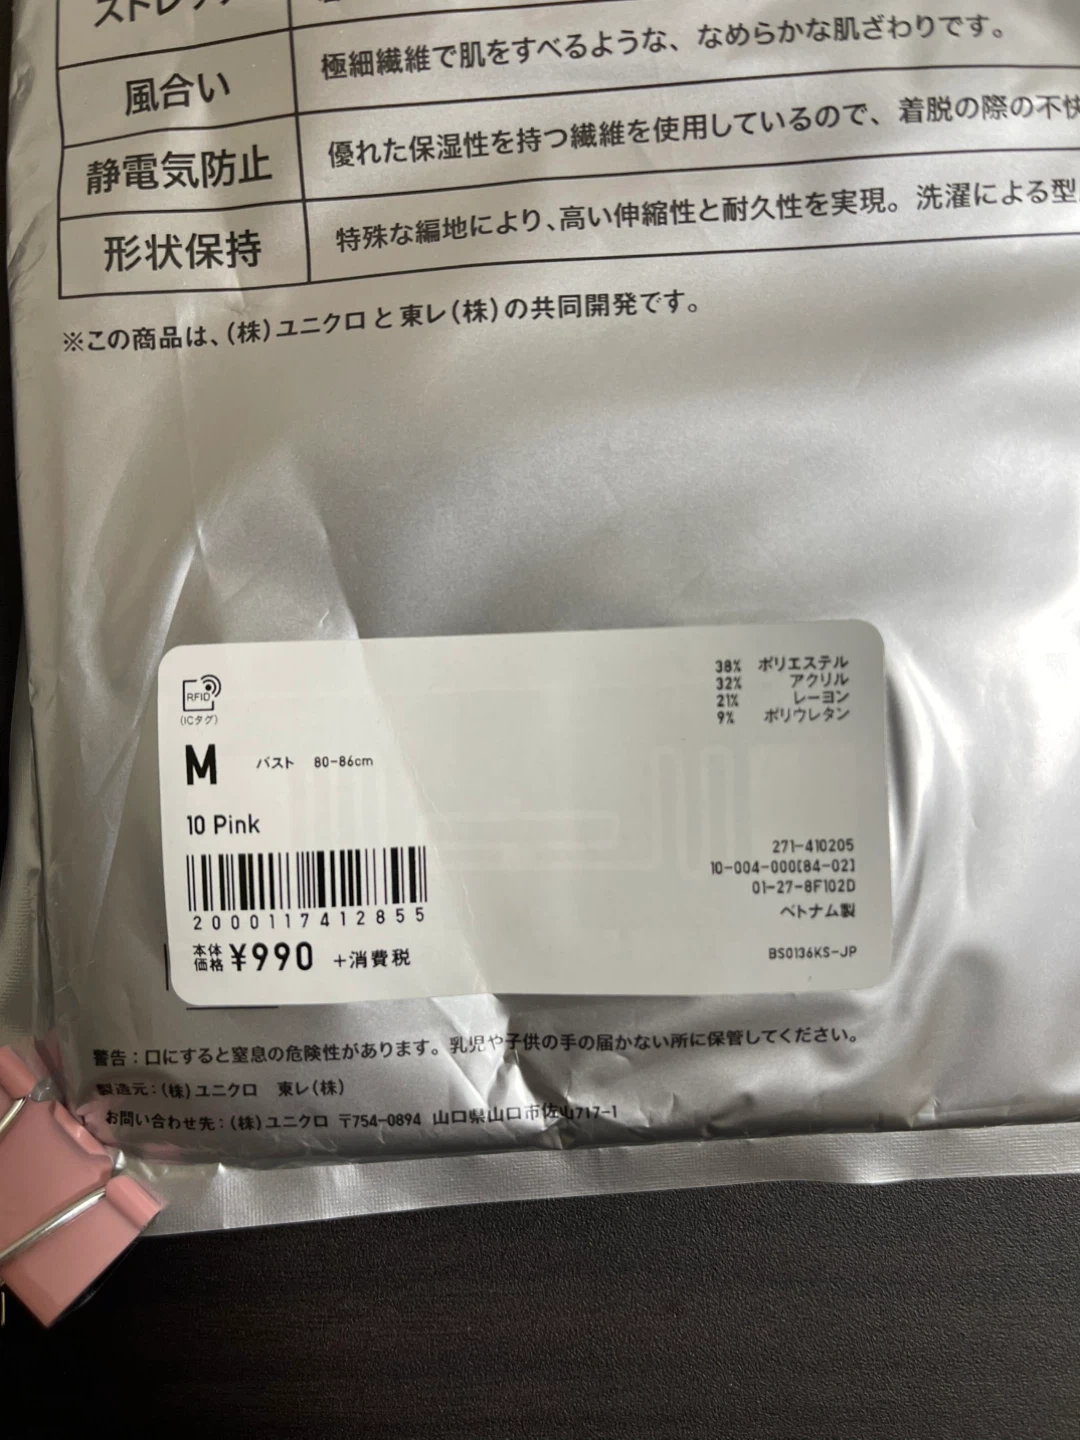 ストレッチ
風合い
極細繊維で肌をすべるような、なめらかな肌ざわりです。
静電気防止
優れた保湿性を持つ繊維を使用しているので、着脱の際の不快
形状保持
特殊な編地により、高い伸縮性と耐久性を実現。洗濯による型
※この商品は、(株)ユニクロと東レ(株)の共同開発です。
RFID
(ICタグ)
38% ポリエステル
32% アクリル
21% レーヨン
9% ポリウレタン
M バスト 80-86cm
10 Pink
2000117412855
本体価格 ¥990 +消費税
271-410205
10-004-000[84-02]
01-27-8F102D
ベトナム製
BS0136KS-JP
警告:口にすると窒息の危険性があります。乳児や子供の手の届かない所に保管してください。
製造元:(株)ユニクロ 東レ(株)
お問い合わせ先:(株)ユニクロ 〒754-0894 山口県山口市佐山717-1